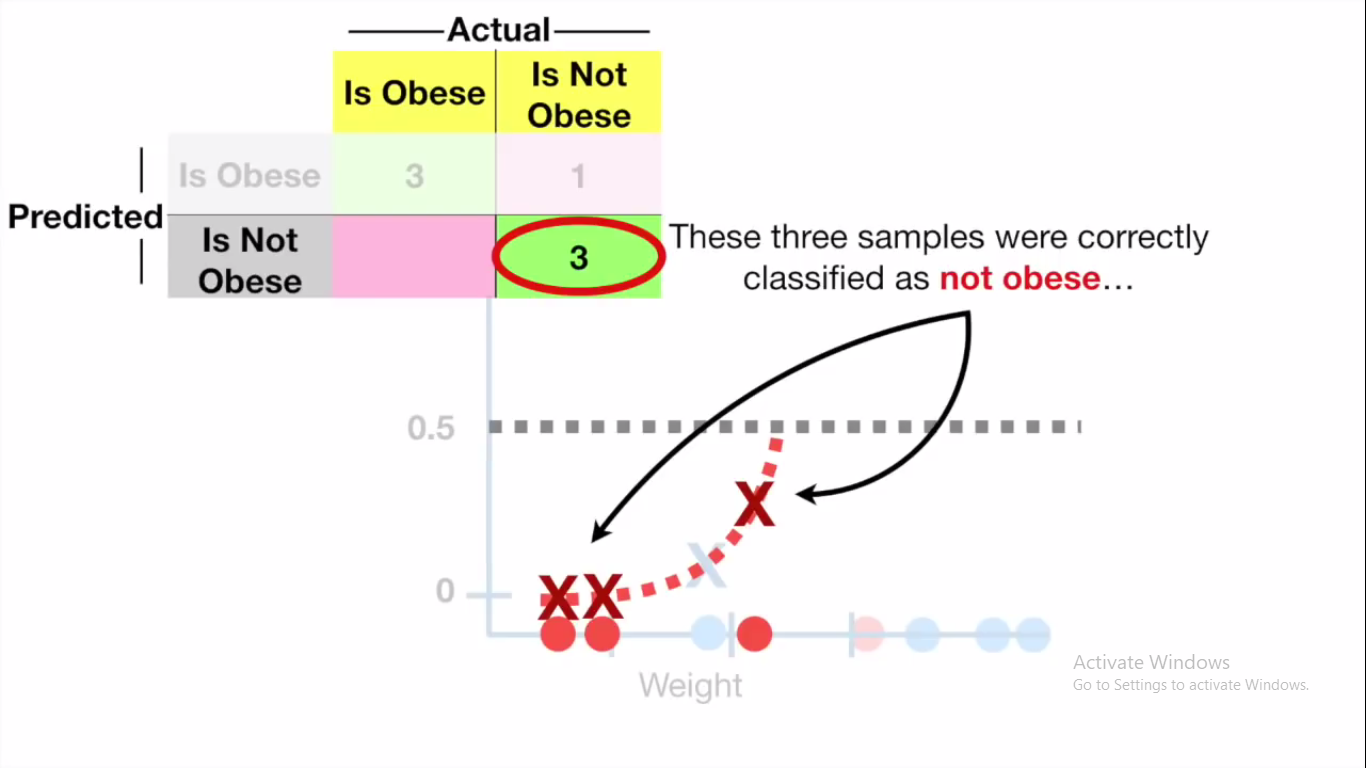 Actual
Is Obese
Is Not
Obese
Is Obese 3 1
Predicted
Is Not
Obese
3
These three samples were correctly
classified as not obese…
0.5
X
X
0
X X
Weight
Activate Windows
Go to Settings to activate Windows.